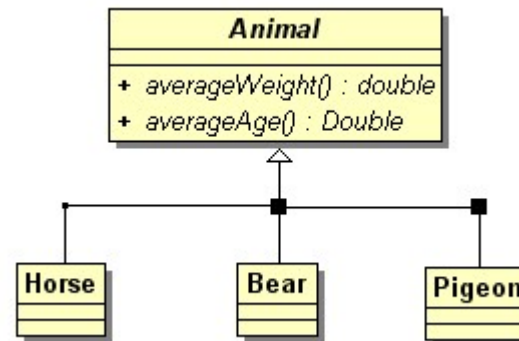 Animal
+ averageWeight() : double
+ averageAge() : Double
Horse
Bear
Pigeon